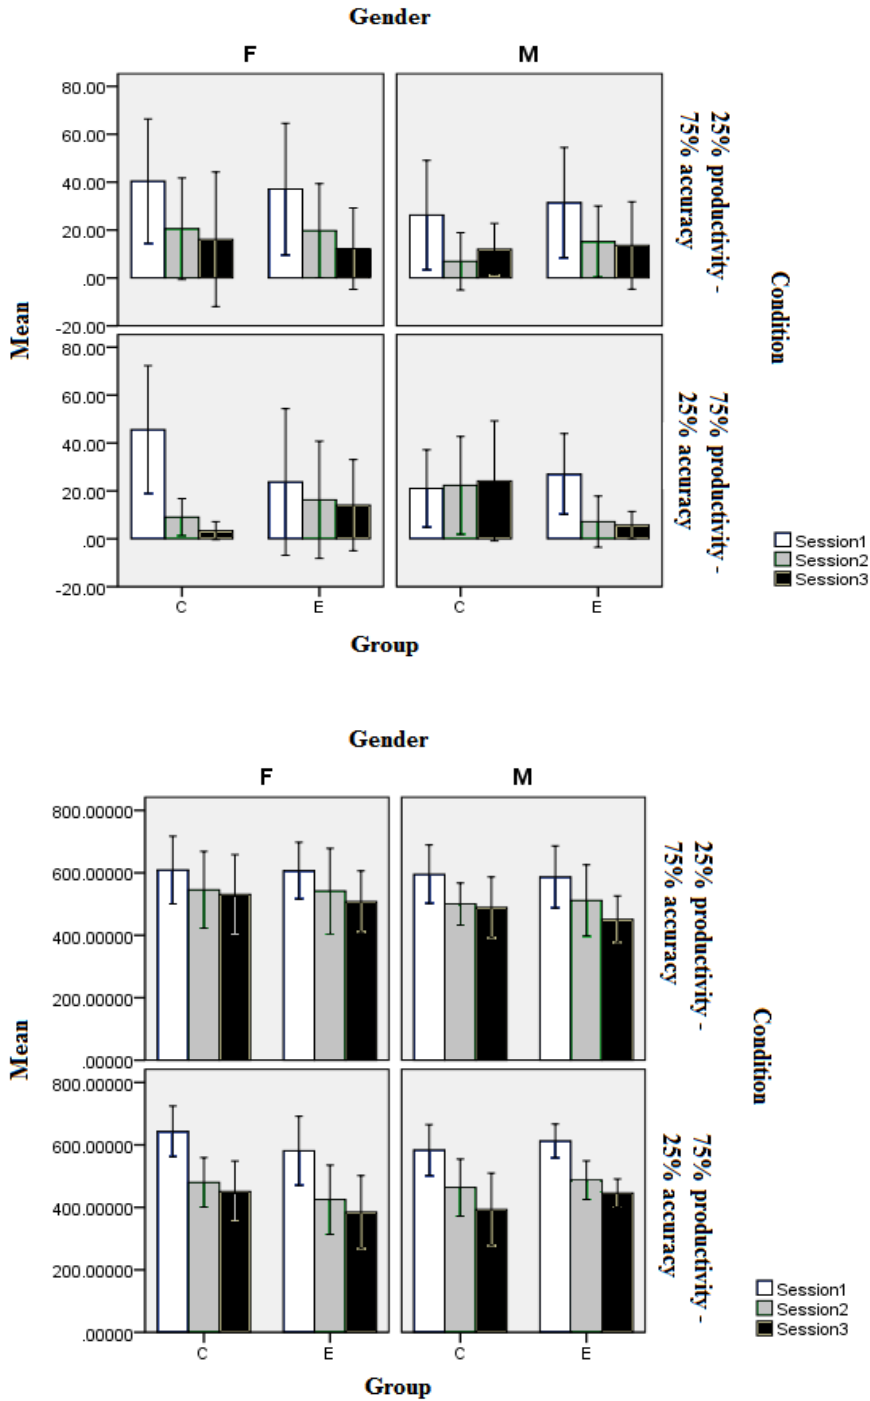 Gender
F M
80.00
60.00
40.00
20.00
.00
-20.00
80.00
60.00
40.00
20.00
.00
-20.00
Mean
25% productivity -
75% accuracy
75% productivity -
25% accuracy
Condition
C E C E
Group
Session1
Session2
Session3
Gender
F M
800.00000
600.00000
400.00000
200.00000
.00000
800.00000
600.00000
400.00000
200.00000
.00000
Mean
25% productivity -
75% accuracy
75% productivity -
25% accuracy
Condition
C E C E
Group
Session1
Session2
Session3